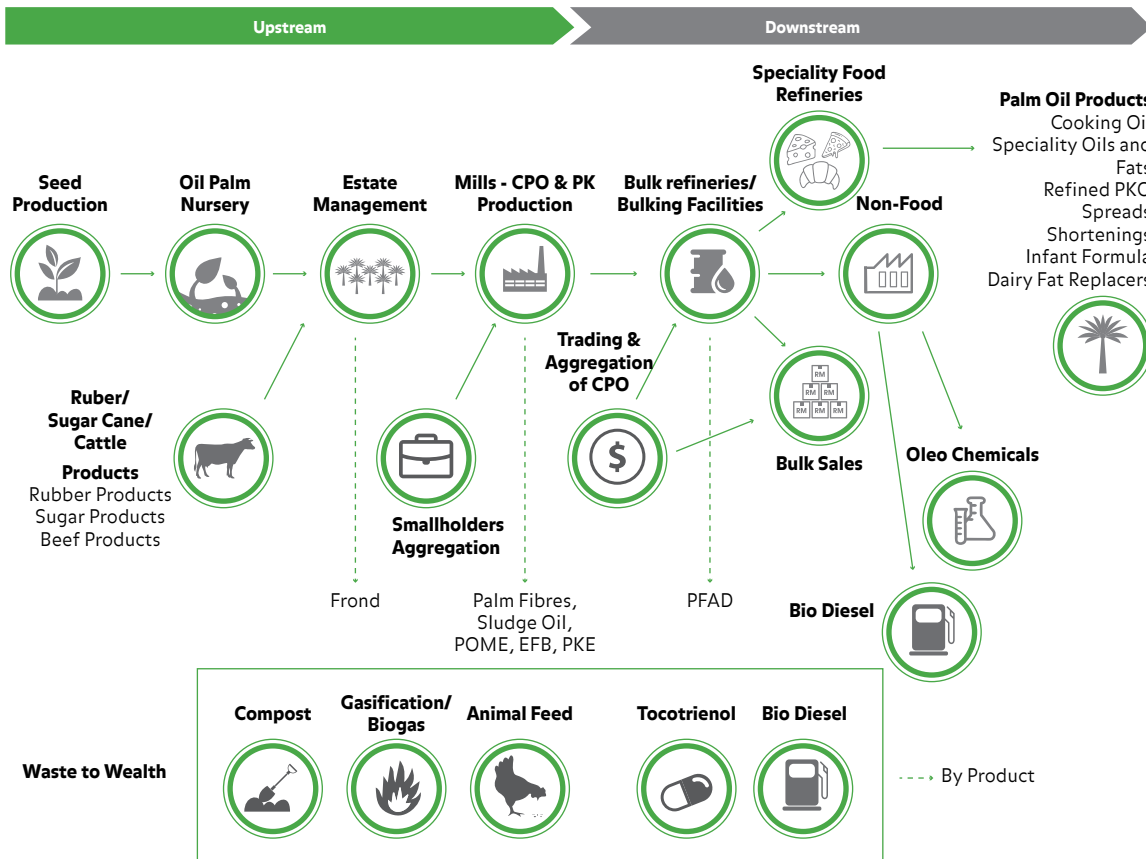 Upstream
Downstream
Speciality Food
Refineries
Palm Oil Products
Cooking Oi
Speciality Oils and
Fats
Refined PKO
Spreads
Shortenings
Infant Formula
Dairy Fat Replacers
Seed
Production
Oil Palm
Nursery
Estate
Management
Mills - CPO & PK
Production
Bulk refineries/
Bulking Facilities
Non-Food
Trading &
Aggregation
of CPO
$
Ruber/
Sugar Cane/
Cattle
Products
Rubber Products
Sugar Products
Beef Products
Smallholders
Aggregation
RM
RM RM
RM RM RM
Bulk Sales
Oleo Chemicals
Frond
Palm Fibres,
Sludge Oil,
POME, EFB, PKE
PFAD
Bio Diesel
Waste to Wealth
Compost
Gasification/
Biogas
Animal Feed
Tocotrienol
Bio Diesel
By Product